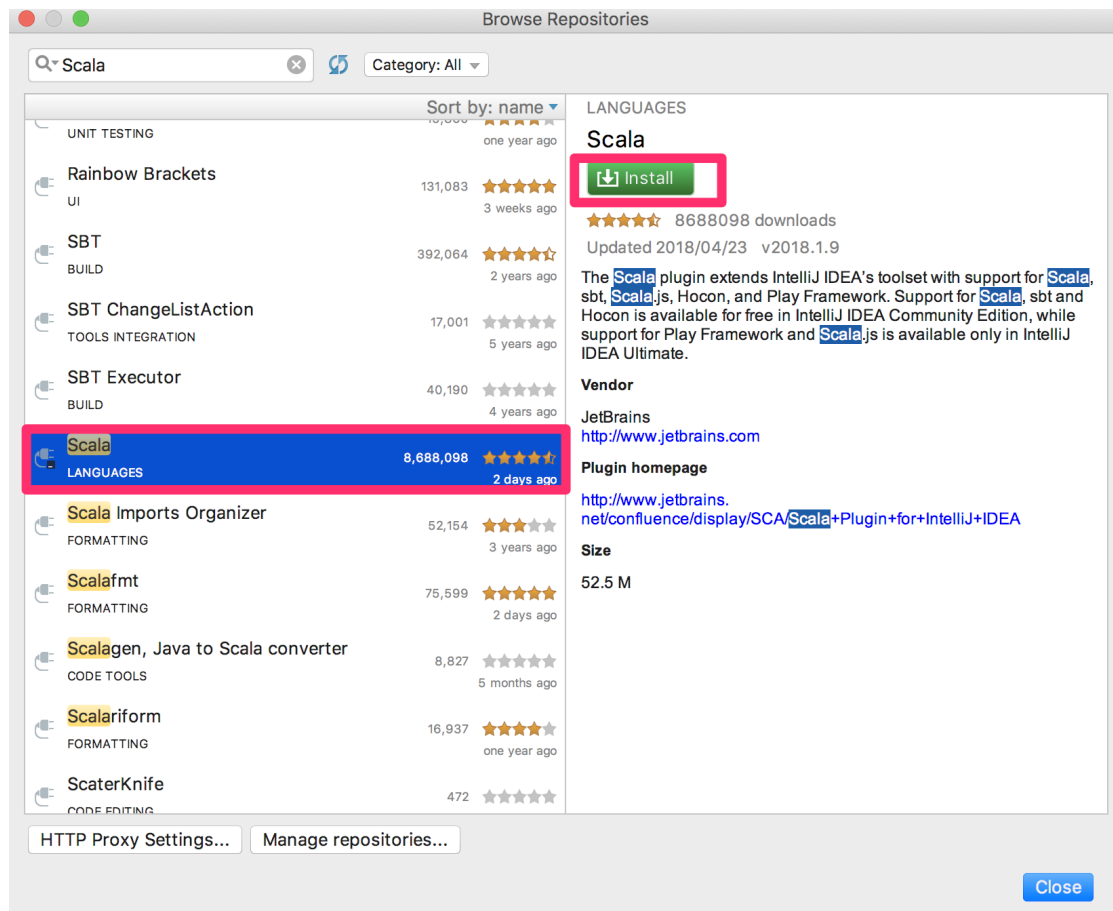 Browse Repositories
Scala
Category: All
Sort by: name
UNIT TESTING
one year ago
Rainbow Brackets
131,083
UI
3 weeks ago
SBT
392,064
BUILD
2 years ago
SBT ChangeListAction
17,001
TOOLS INTEGRATION
5 years ago
SBT Executor
40,190
BUILD
4 years ago
Scala
8,688,098
LANGUAGES
2 days ago
Scala Imports Organizer
52,154
FORMATTING
3 years ago
Scalafmt
75,599
FORMATTING
2 days ago
Scalagen, Java to Scala converter
8,827
CODE TOOLS
5 months ago
Scalariform
16,937
FORMATTING
one year ago
ScaterKnife
472
CODE EDITING
LANGUAGES
Scala
Install
8688098 downloads
Updated 2018/04/23 v2018.1.9
The Scala plugin extends IntelliJ IDEA's toolset with support for Scala,
sbt, Scala.js, Hocon, and Play Framework. Support for Scala, sbt and
Hocon is available for free in IntelliJ IDEA Community Edition, while
support for Play Framework and Scala.js is available only in IntelliJ
IDEA Ultimate.
Vendor
JetBrains
http://www.jetbrains.com
Plugin homepage
http://www.jetbrains.
net/confluence/display/SCA/Scala+Plugin+for+IntelliJ+IDEA
Size
52.5 M
HTTP Proxy Settings...
Manage repositories...
Close